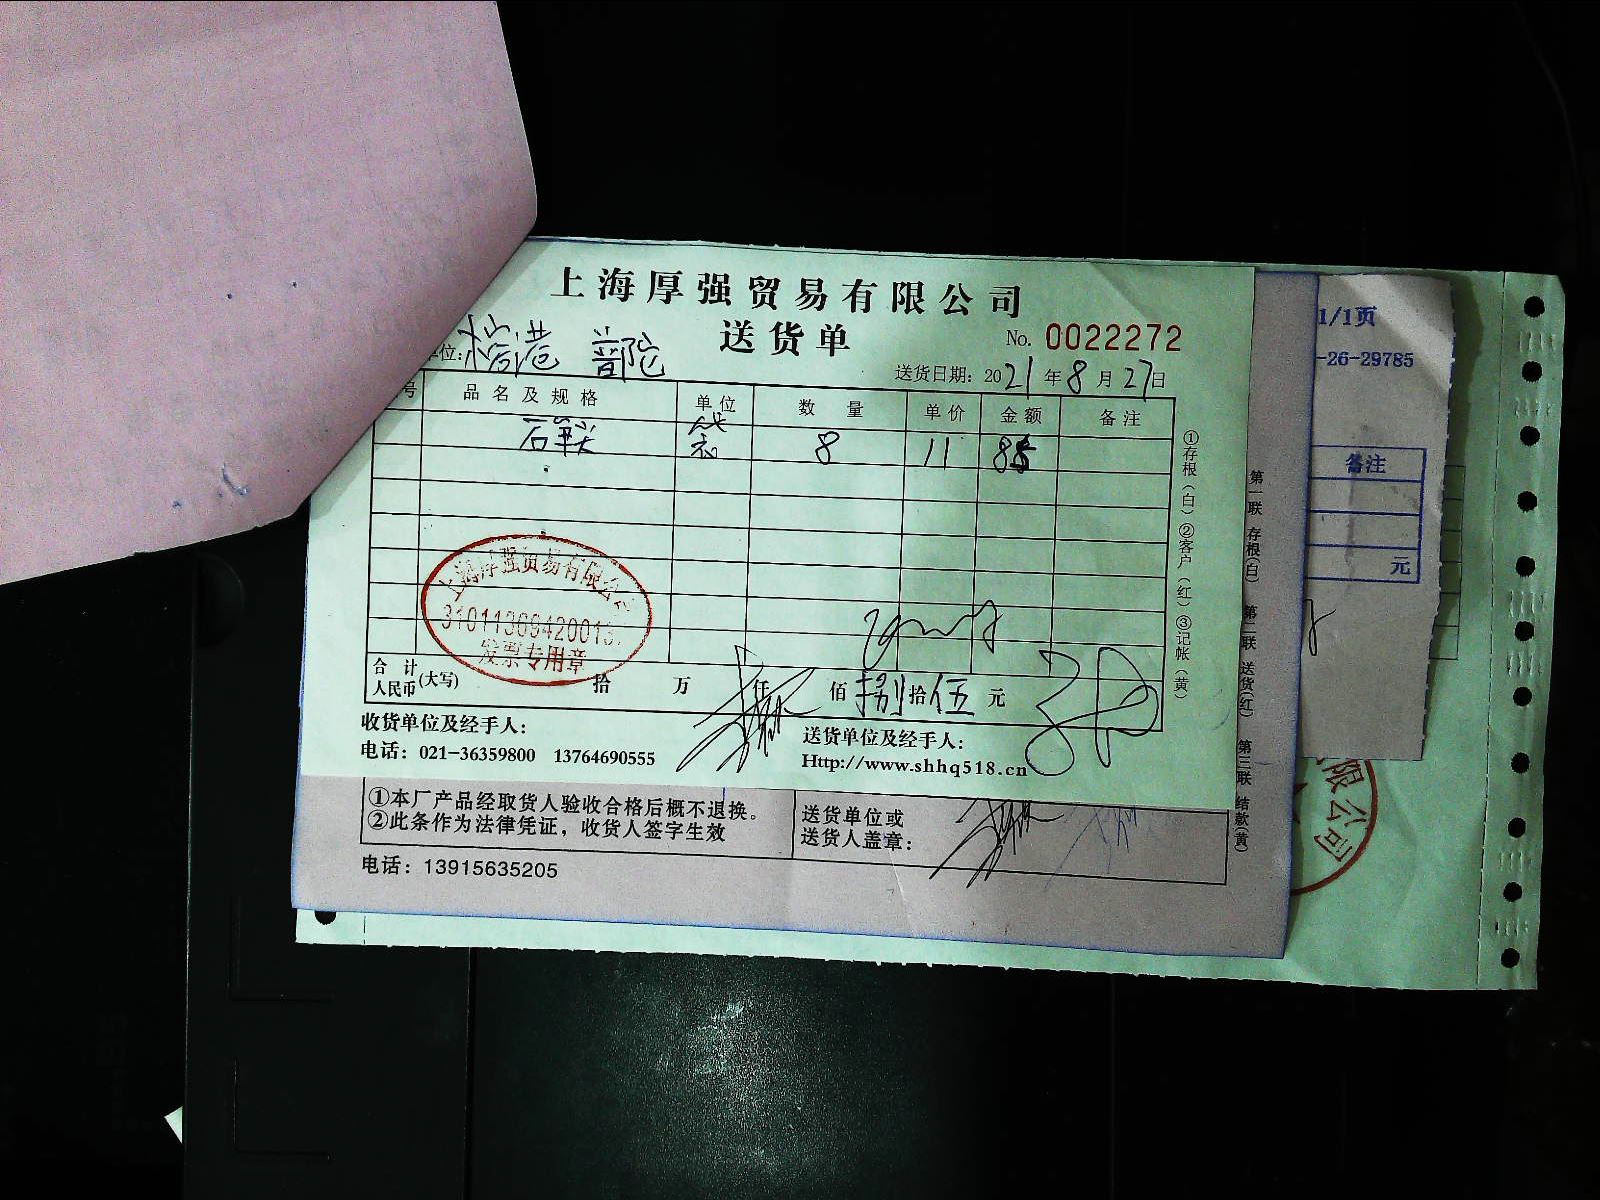 上海厚强贸易有限公司
送货单
No. 0022272
位: 港 普陀
送货日期: 2021年8月27日
号 品名及规格 单位 数量 单价 金额 备注
袋 8 11 85
①存根(白) ②客户(红) ③记帐(黄)
上海厚强贸易有限公
发票专用章
合计
人民币(大写) 拾 万 仟 佰 捌拾伍元
收货单位及经手人:
电话: 021-36359800 13764690555
送货单位及经手人:
Http://www.shhq518.cn
①本厂产品经取货人验收合格后概不退换。
②此条作为法律凭证，收货人签字生效
送货单位或
送货人盖章:
电话: 13915635205
第一联 存根(白) 第二联 送货(红) 第三联 结款(黄)
1/1页
-26-29785
备注
元
限公司